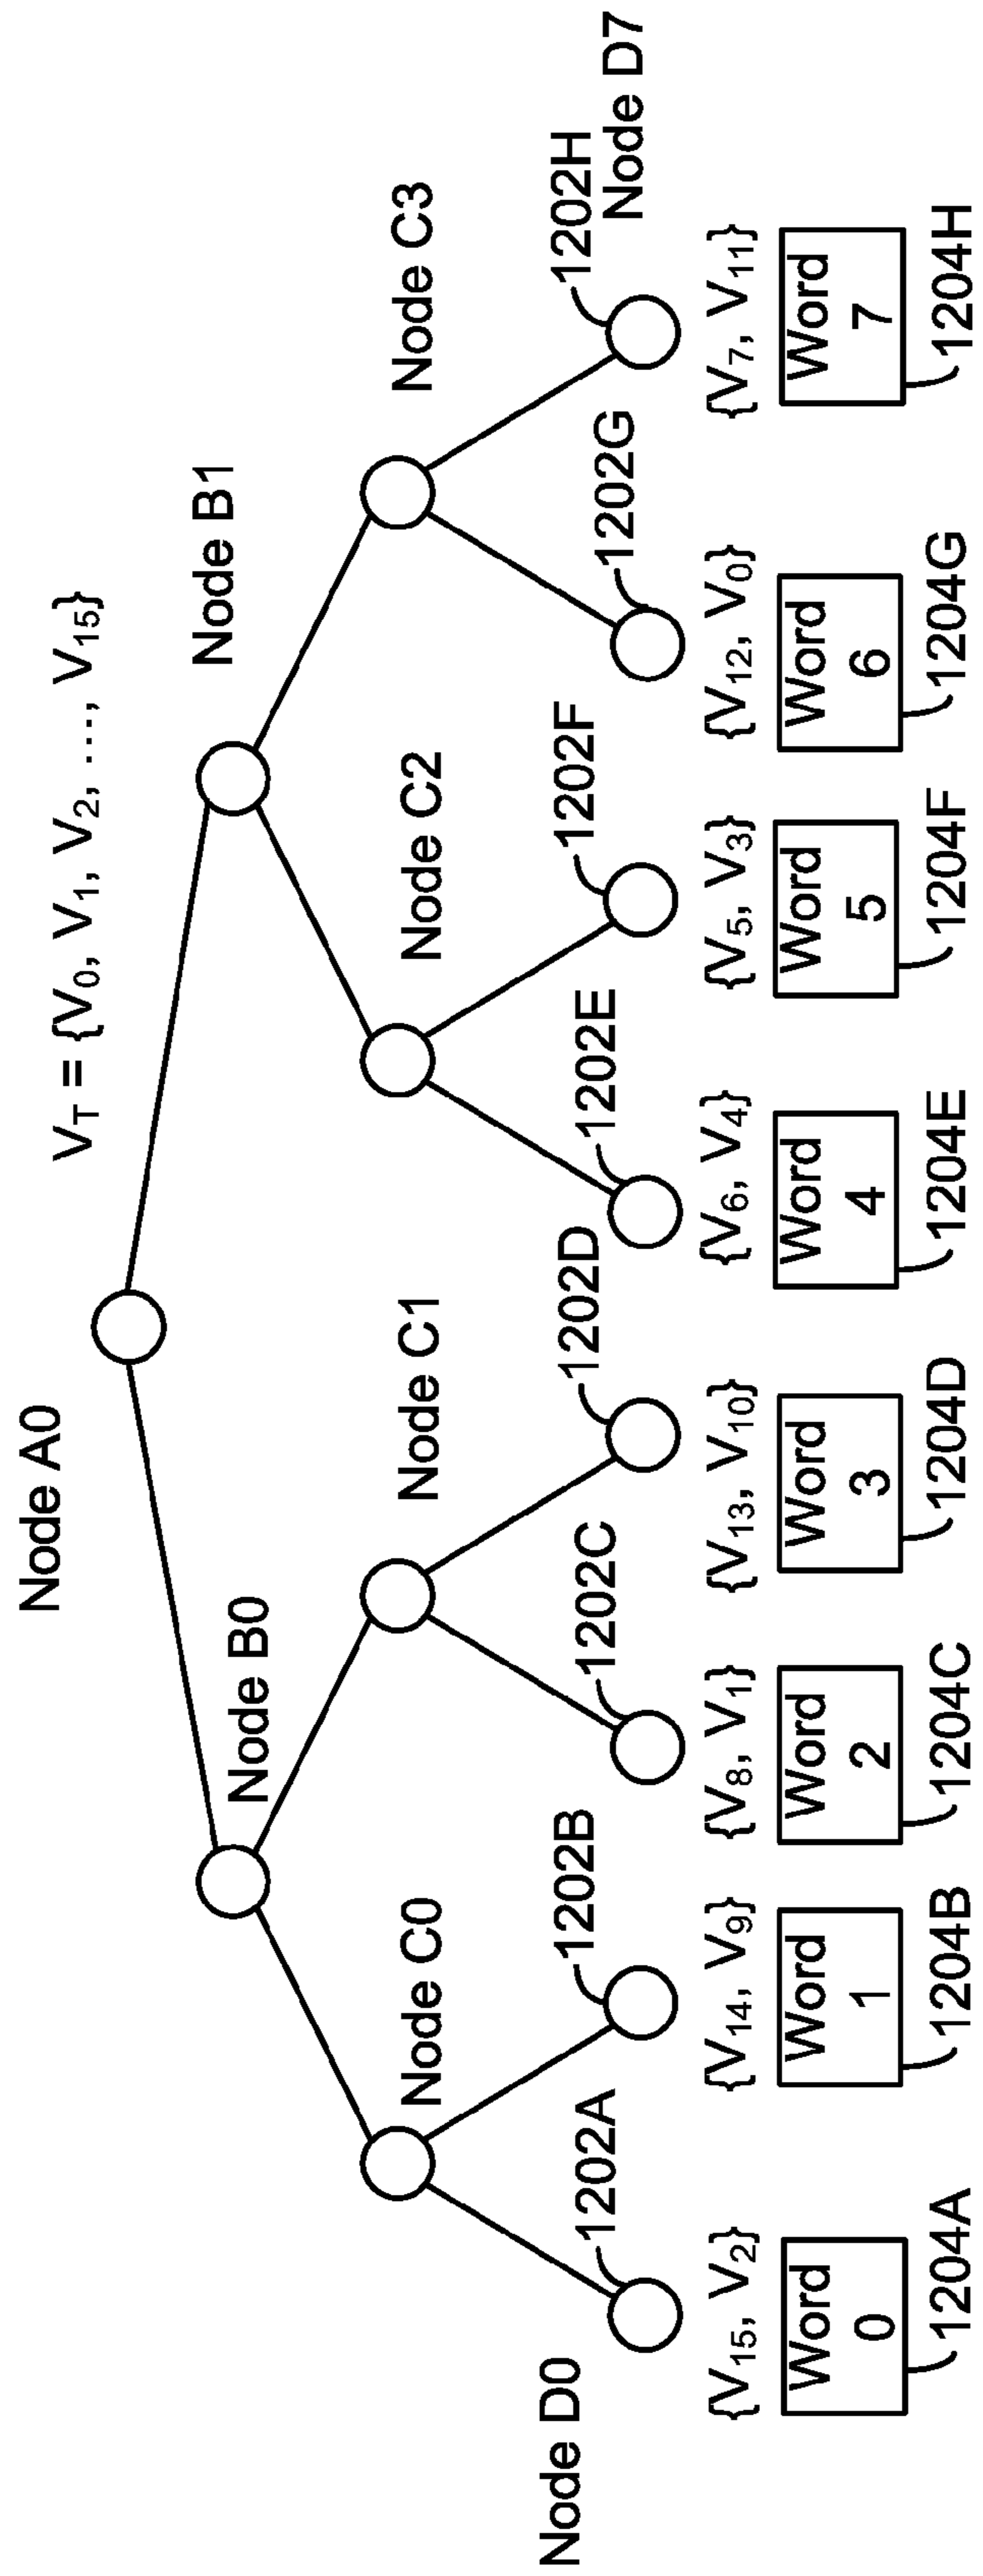 Node A0
V_T = {V_0, V_1, V_2, ..., V_15}
Node B0
Node B1
Node C0
Node C1
Node C2
Node C3
Node D0
1202A
1202B
1202C
1202D
1202E
1202F
1202G
1202H
Node D7
{V_15, V_2}
{V_14, V_9}
{V_8, V_1}
{V_13, V_10}
{V_6, V_4}
{V_5, V_3}
{V_12, V_0}
{V_7, V_11}
Word
0
Word
1
Word
2
Word
3
Word
4
Word
5
Word
6
Word
7
1204A
1204B
1204C
1204D
1204E
1204F
1204G
1204H